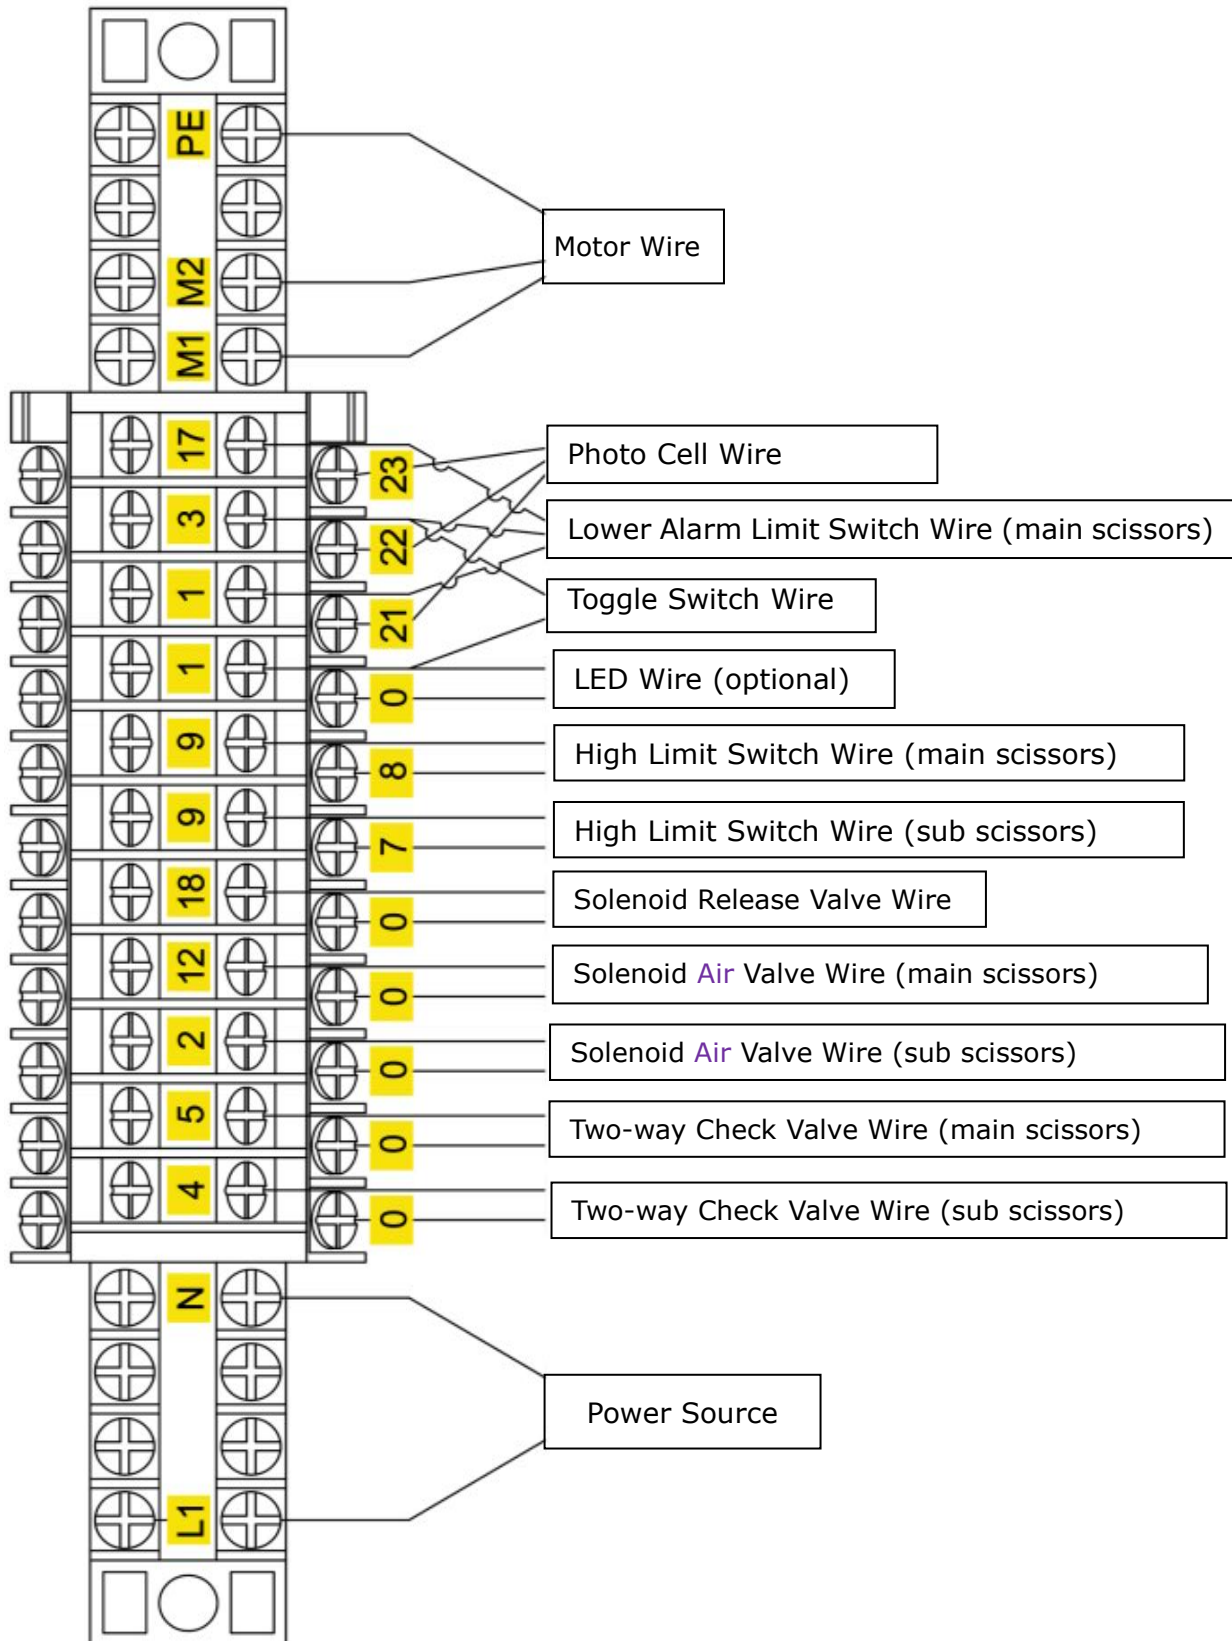 PE
Motor Wire
M2
M1
17
23
Photo Cell Wire
3
22
Lower Alarm Limit Switch Wire (main scissors)
1
21
Toggle Switch Wire
1
0
LED Wire (optional)
9
8
High Limit Switch Wire (main scissors)
9
7
High Limit Switch Wire (sub scissors)
18
0
Solenoid Release Valve Wire
12
0
Solenoid Air Valve Wire (main scissors)
2
0
Solenoid Air Valve Wire (sub scissors)
5
0
Two-way Check Valve Wire (main scissors)
4
0
Two-way Check Valve Wire (sub scissors)
N
Power Source
L1